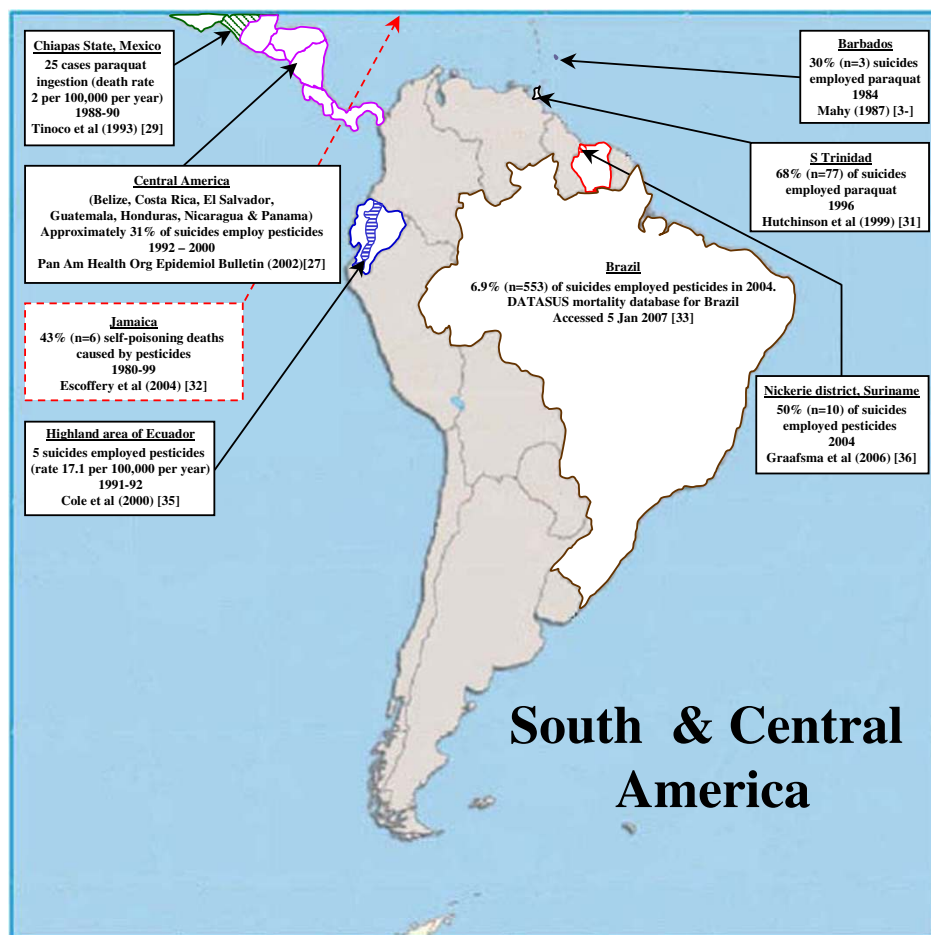 Chiapas State, Mexico
25 cases paraquat
ingestion (death rate
2 per 100,000 per year)
1988-90
Tinoco et al (1993) [29]
Central America
(Belize, Costa Rica, El Salvador,
Guatemala, Honduras, Nicaragua & Panama)
Approximately 31% of suicides employ pesticides
1992 – 2000
Pan Am Health Org Epidemiol Bulletin (2002)[27]
Jamaica
43% (n=6) self-poisoning deaths
caused by pesticides
1980-99
Escoffery et al (2004) [32]
Highland area of Ecuador
5 suicides employed pesticides
(rate 17.1 per 100,000 per year)
1991-92
Cole et al (2000) [35]
Brazil
6.9% (n=553) of suicides employed pesticides in 2004.
DATASUS mortality database for Brazil
Accessed 5 Jan 2007 [33]
Barbados
30% (n=3) suicides
employed paraquat
1984
Mahy (1987) [3-]
S Trinidad
68% (n=77) of suicides
employed paraquat
1996
Hutchinson et al (1999) [31]
Nickerie district, Suriname
50% (n=10) of suicides
employed pesticides
2004
Graafsma et al (2006) [36]
South & Central
America